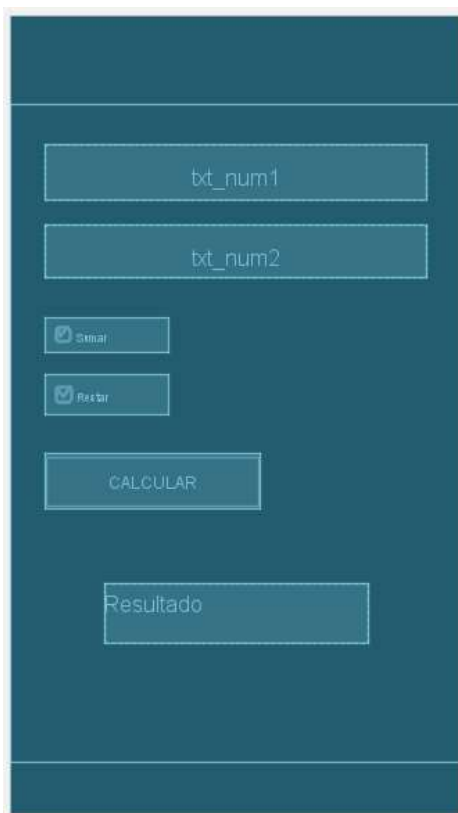 txt_num1
txt_num2
Sumar
Restar
CALCULAR
Resultado